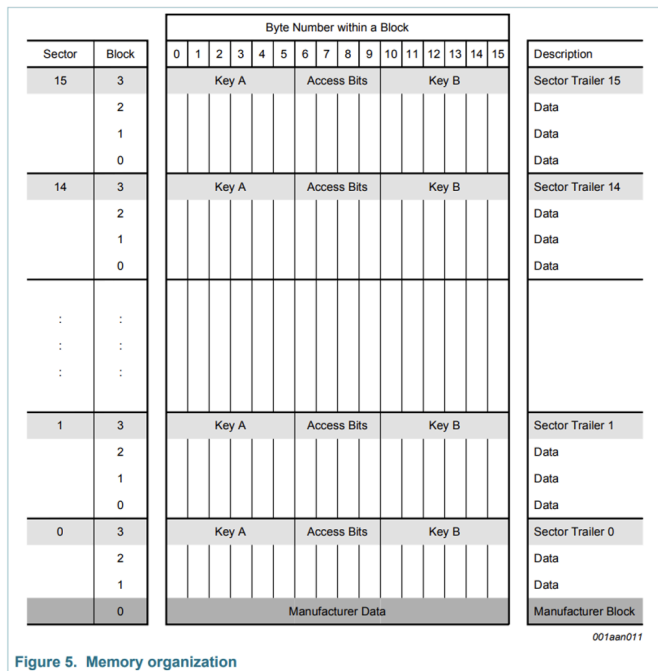 Byte Number within a Block
Sector Block 0 1 2 3 4 5 6 7 8 9 10 11 12 13 14 15 Description
15 3 Key A Access Bits Key B Sector Trailer 15
2 Data
1 Data
0 Data
14 3 Key A Access Bits Key B Sector Trailer 14
2 Data
1 Data
0 Data
: :
: :
: :
1 3 Key A Access Bits Key B Sector Trailer 1
2 Data
1 Data
0 Data
0 3 Key A Access Bits Key B Sector Trailer 0
2 Data
1 Data
0 Manufacturer Data Manufacturer Block
001aan011
Figure 5. Memory organization